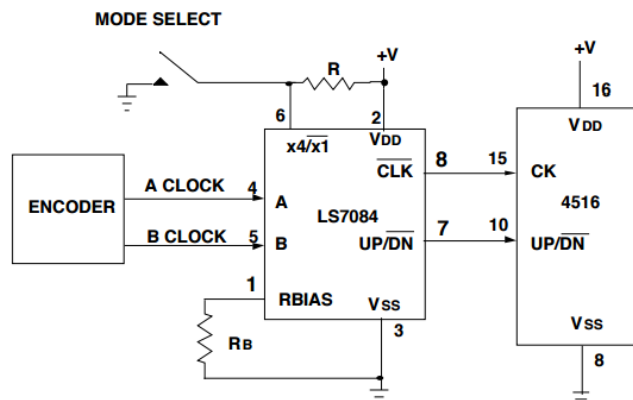 MODE SELECT
+V
R
+V
16
6
2
x4/x1
VDD
VDD
CLK
8
15
CK
ENCODER
A CLOCK
4
A
LS7084
4516
B CLOCK
5
B
UP/DN
7
10
UP/DN
1
RBIAS
VSS
3
VSS
RB
8